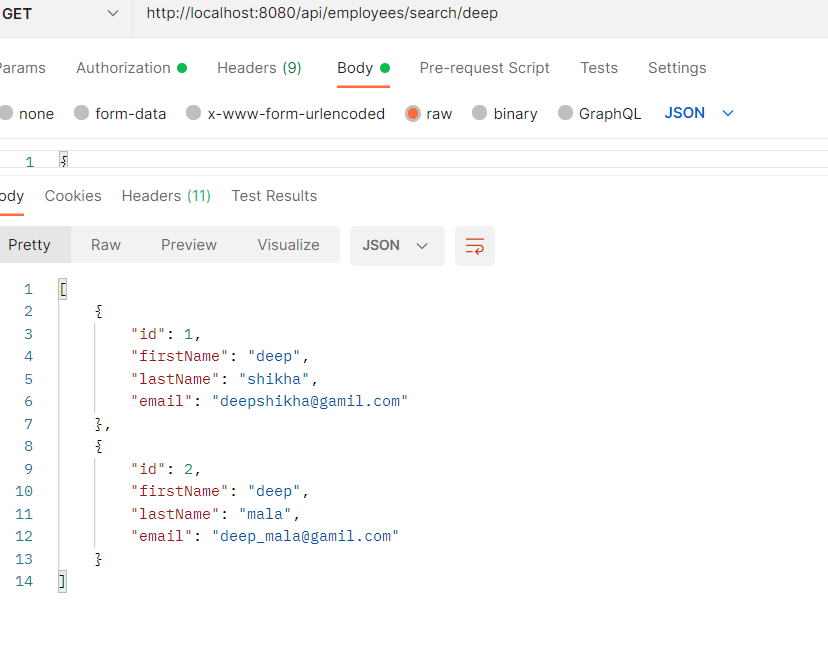 GET http://localhost:8080/api/employees/search/deep
Params Authorization Headers (9) Body Pre-request Script Tests Settings
none form-data x-www-form-urlencoded raw binary GraphQL JSON
1 {
ody Cookies Headers (11) Test Results
Pretty Raw Preview Visualize JSON
1 [
2 {
3 "id": 1,
4 "firstName": "deep",
5 "lastName": "shikha",
6 "email": "deepshikha@gamil.com"
7 },
8 {
9 "id": 2,
10 "firstName": "deep",
11 "lastName": "mala",
12 "email": "deep_mala@gamil.com"
13 }
14 ]